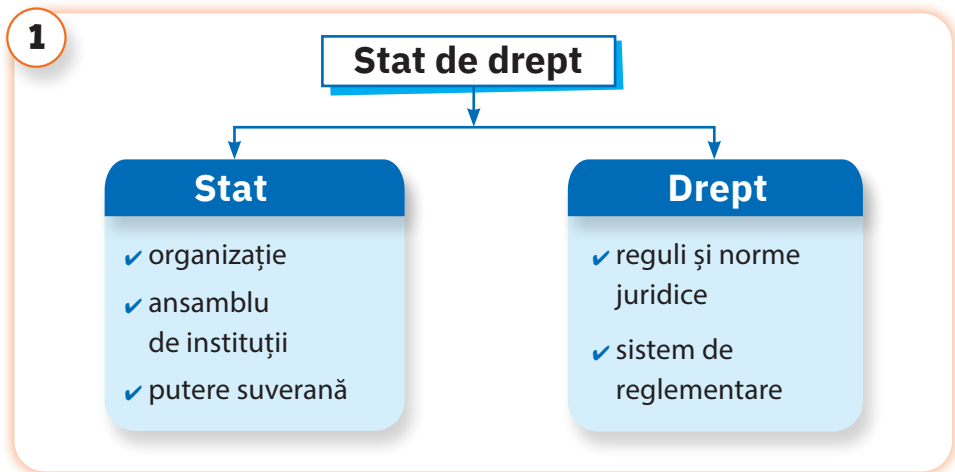 1
Stat de drept
Stat
✔ organizație
✔ ansamblu
de instituții
✔ putere suverană
Drept
✔ reguli și norme
juridice
✔ sistem de
reglementare